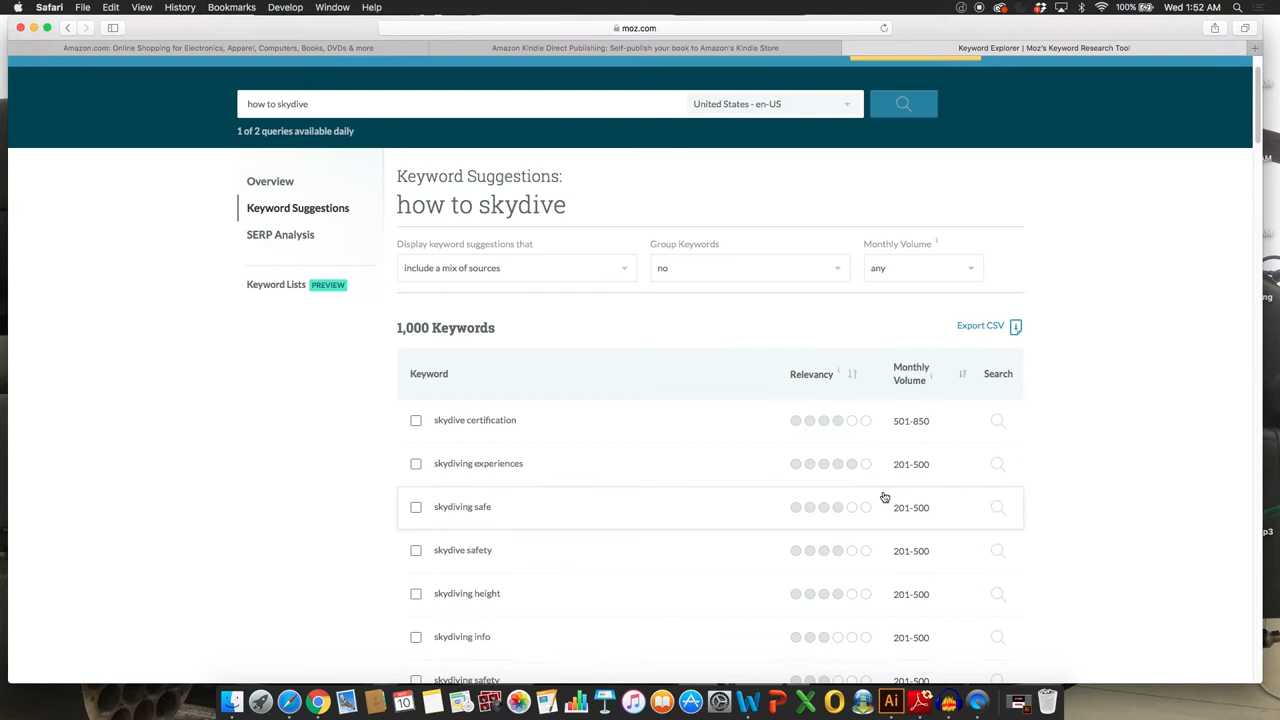 Safari File Edit View History Bookmarks Develop Window Help 100% Wed 1:52 AM
moz.com
Amazon.com: Online Shopping for Electronics, Apparel, Computers, Books, DVDs & more
Amazon Kindle Direct Publishing: Self-publish your book to Amazon's Kindle Store
Keyword Explorer | Moz's Keyword Research Tool
how to skydive United States - en-US
1 of 2 queries available daily
Overview
Keyword Suggestions
SERP Analysis
Keyword Lists PREVIEW
Keyword Suggestions:
how to skydive
Display keyword suggestions that Group Keywords Monthly Volume i
include a mix of sources no any
1,000 Keywords Export CSV
Keyword Relevancy i Monthly Volume i Search
skydive certification 501-850
skydiving experiences 201-500
skydiving safe 201-500
skydive safety 201-500
skydiving height 201-500
skydiving info 201-500
skydiving safety